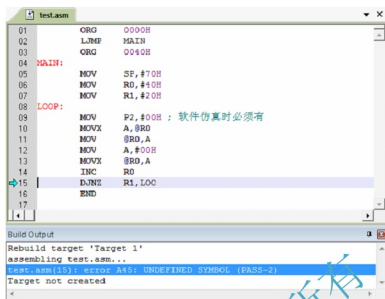 test.asm
01 ORG 0000H
02 LJMP MAIN
03 ORG 0040H
04 MAIN:
05 MOV SP,#70H
06 MOV R0,#40H
07 MOV R1,#20H
08 LOOP:
09 MOV P2,#00H ; 软件仿真时必须有
10 MOVX A,@R0
11 MOV @R0,A
12 MOV A,#00H
13 MOVX @R0,A
14 INC R0
15 DJNZ R1,LOC
16 END
17
Build Output
Rebuild target 'Target 1'
assembling test.asm...
test.asm(15): error A45: UNDEFINED SYMBOL (PASS-2)
Target not created
所有